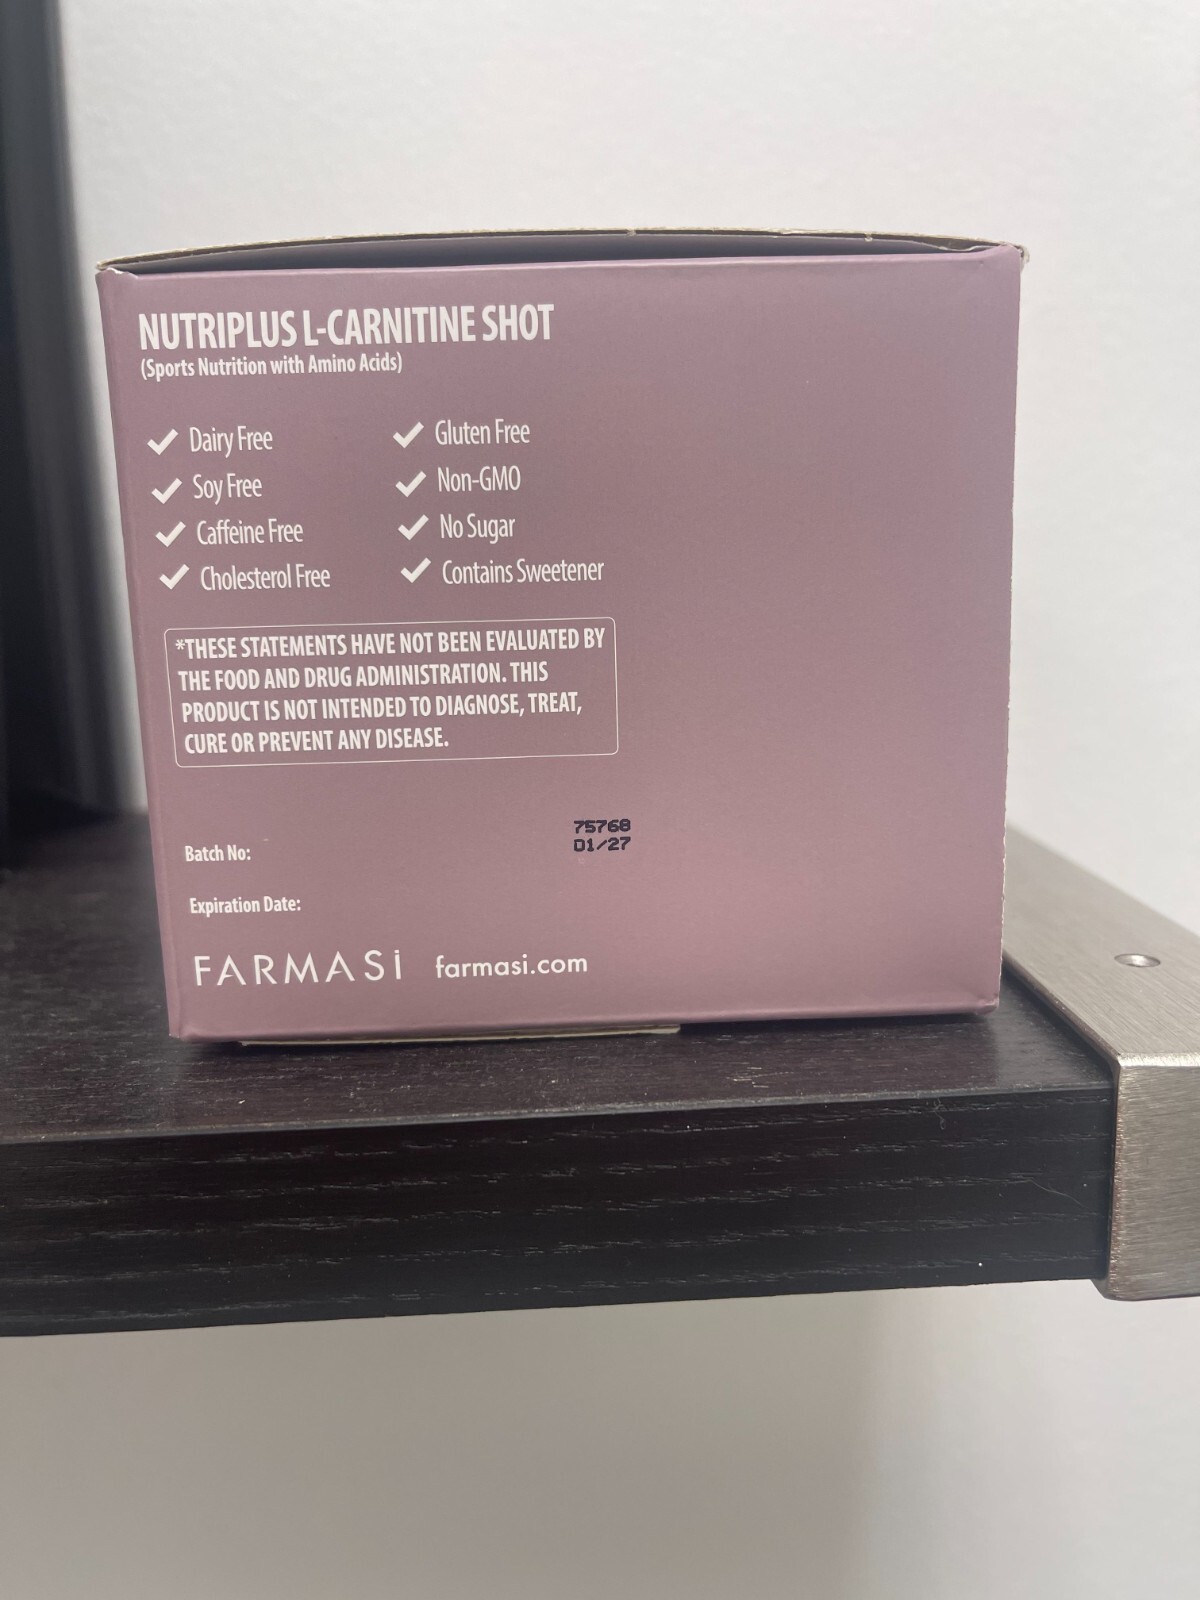 NUTRIPLUS L-CARNITINE SHOT
(Sports Nutrition with Amino Acids)
Dairy Free
Soy Free
Caffeine Free
Cholesterol Free
Gluten Free
Non-GMO
No Sugar
Contains Sweetener
*THESE STATEMENTS HAVE NOT BEEN EVALUATED BY
THE FOOD AND DRUG ADMINISTRATION. THIS
PRODUCT IS NOT INTENDED TO DIAGNOSE, TREAT,
CURE OR PREVENT ANY DISEASE.
75768
01/27
Batch No:
Expiration Date:
FARMASİ farmasi.com